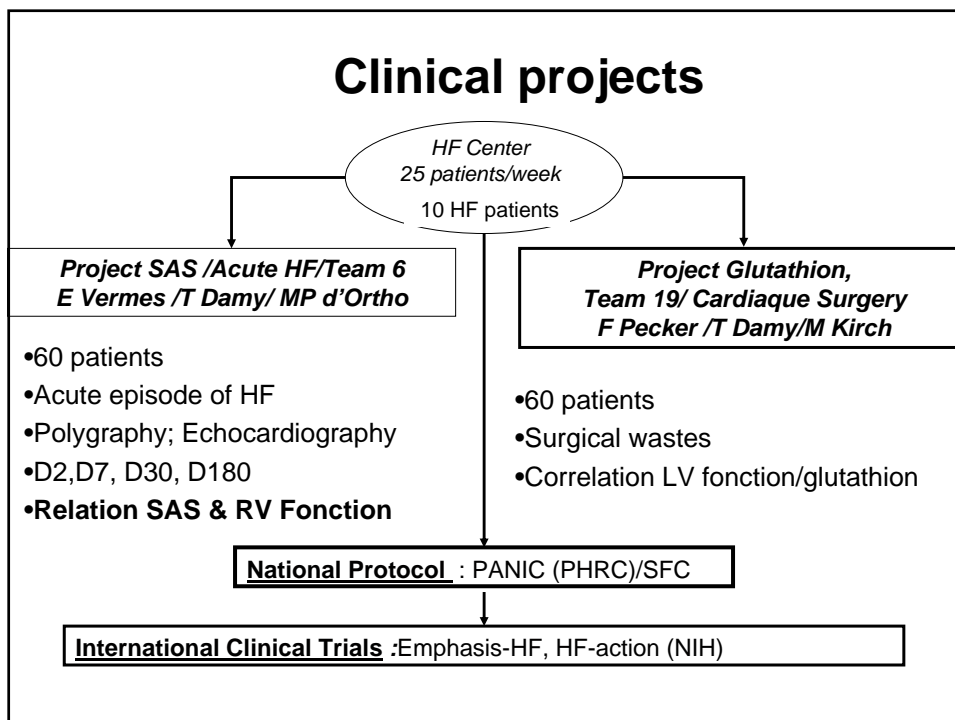 Clinical projects
HF Center
25 patients/week
10 HF patients
Project SAS /Acute HF/Team 6
E Vermes /T Damy/ MP d'Ortho
•60 patients
•Acute episode of HF
•Polygraphy; Echocardiography
•D2,D7, D30, D180
•Relation SAS & RV Fonction
Project Glutathion,
Team 19/ Cardiaque Surgery
F Pecker /T Damy/M Kirch
•60 patients
•Surgical wastes
•Correlation LV fonction/glutathion
National Protocol : PANIC (PHRC)/SFC
International Clinical Trials :Emphasis-HF, HF-action (NIH)